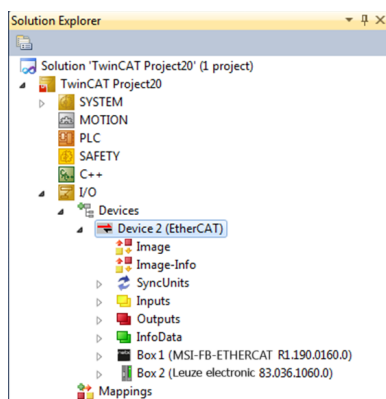 Solution Explorer
Solution 'TwinCAT Project20' (1 project)
TwinCAT Project20
SYSTEM
MOTION
PLC
SAFETY
C++
I/O
Devices
Device 2 (EtherCAT)
Image
Image-Info
SyncUnits
Inputs
Outputs
InfoData
Box 1 (MSI-FB-ETHERCAT R1.190.0160.0)
Box 2 (Leuze electronic 83.036.1060.0)
Mappings